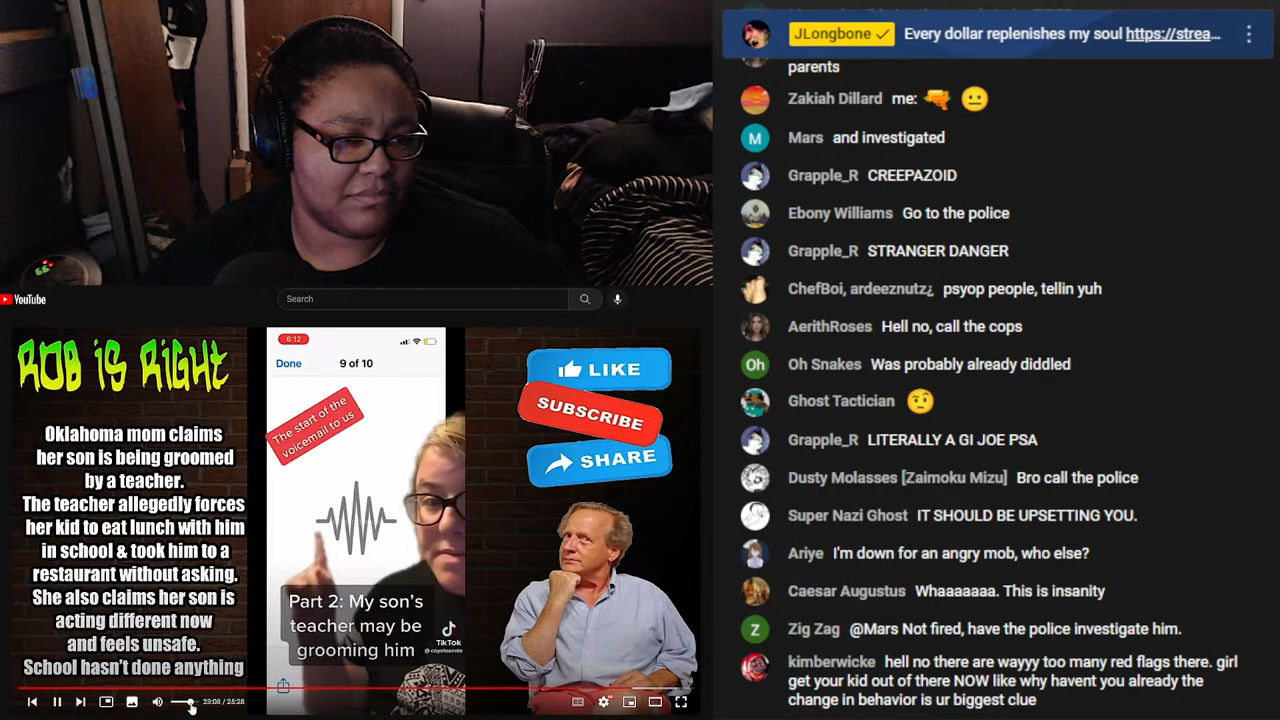 JLongbone Every dollar replenishes my soul https://strea...
parents
Zakiah Dillard me:
M Mars and investigated
Grapple_R CREEPAZOID
Ebony Williams Go to the police
Grapple_R STRANGER DANGER
ChefBoi, ardeeznutz¿ psyop people, tellin yuh
AerithRoses Hell no, call the cops
Oh Oh Snakes Was probably already diddled
Ghost Tactician
Grapple_R LITERALLY A GI JOE PSA
Dusty Molasses [Zaimoku Mizu] Bro call the police
Super Nazi Ghost IT SHOULD BE UPSETTING YOU.
Ariye I'm down for an angry mob, who else?
Caesar Augustus Whaaaaaaa. This is insanity
Z Zig Zag @Mars Not fired, have the police investigate him.
kimberwicke hell no there are wayyy too many red flags there. girl
get your kid out of there NOW like why havent you already the
change in behavior is ur biggest clue
YouTube
Search
ROB iS RiGHT
Oklahoma mom claims
her son is being groomed
by a teacher.
The teacher allegedly forces
her kid to eat lunch with him
in school & took him to a
restaurant without asking.
She also claims her son is
acting different now
and feels unsafe.
School hasn't done anything
6:12
Done 9 of 10
The start of the
voicemail to us
Part 2: My son's
teacher may be
grooming him
TikTok
@coyoteannie
LIKE
SUBSCRIBE
SHARE
23:08 / 25:28